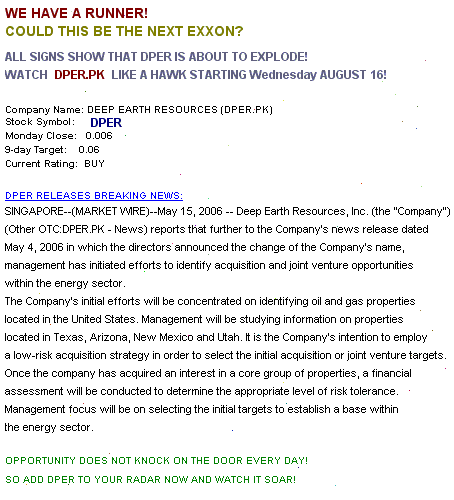 WE HAVE A RUNNER!
COULD THIS BE THE NEXT EXXON?
ALL SIGNS SHOW THAT DPER IS ABOUT TO EXPLODE!
WATCH DPER.PK LIKE A HAWK STARTING Wednesday AUGUST 16!
Company Name: DEEP EARTH RESOURCES (DPER.PK)
Stock Symbol: DPER
Monday Close: 0.006
9-day Target: 0.06
Current Rating: BUY
DPER RELEASES BREAKING NEWS:
SINGAPORE--(MARKET WIRE)--May 15, 2006 -- Deep Earth Resources, Inc. (the "Company")
(Other OTC:DPER.PK - News) reports that further to the Company's news release dated
May 4, 2006 in which the directors announced the change of the Company's name,
management has initiated efforts to identify acquisition and joint venture opportunities
within the energy sector.
The Company's initial efforts will be concentrated on identifying oil and gas properties
located in the United States. Management will be studying information on properties
located in Texas, Arizona, New Mexico and Utah. It is the Company's intention to employ
a low-risk acquisition strategy in order to select the initial acquisition or joint venture targets.
Once the company has acquired an interest in a core group of properties, a financial
assessment will be conducted to determine the appropriate level of risk tolerance.
Management focus will be on selecting the initial targets to establish a base within
the energy sector.
OPPORTUNITY DOES NOT KNOCK ON THE DOOR EVERY DAY!
SO ADD DPER TO YOUR RADAR NOW AND WATCH IT SOAR!